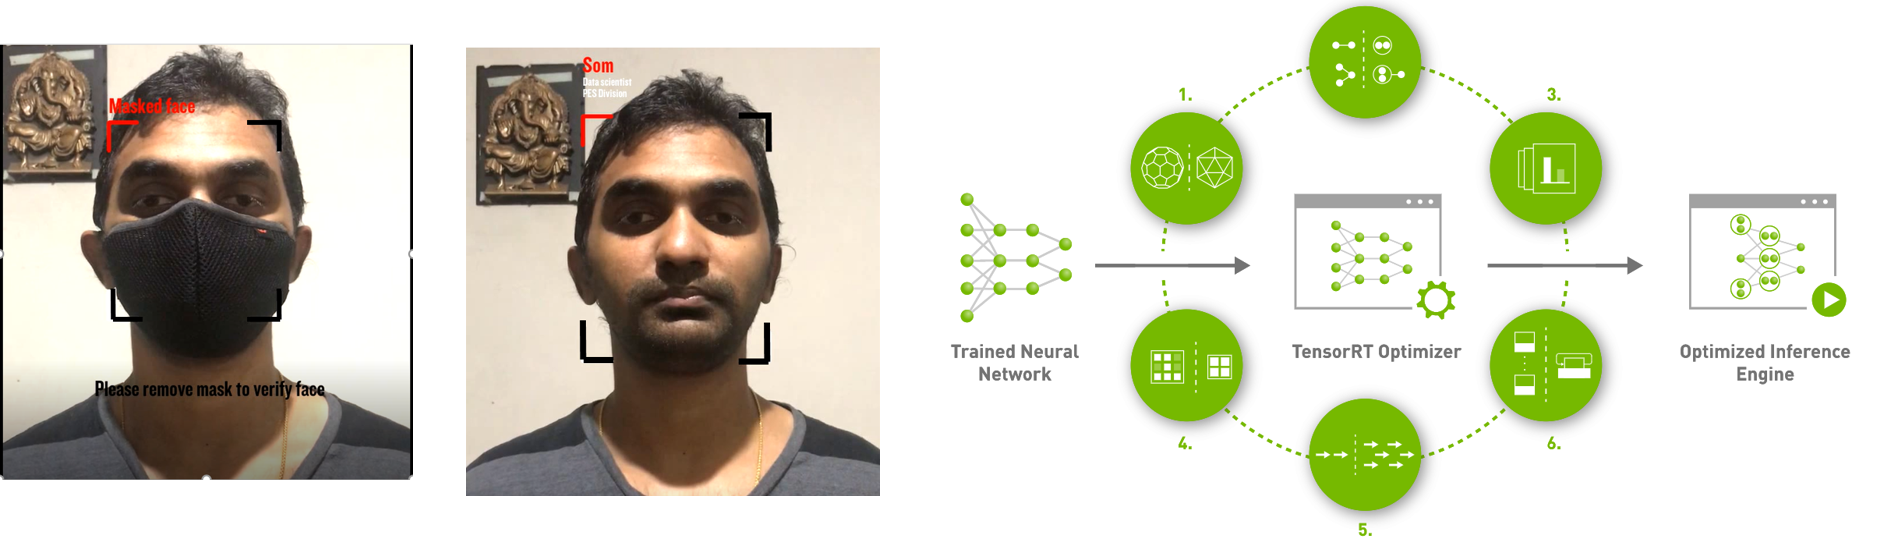 Masked face
Please remove mask to verify face
Som
Data scientist
PES Division
1.
3.
Trained Neural
Network
TensorRT Optimizer
Optimized Inference
Engine
4.
6.
5.